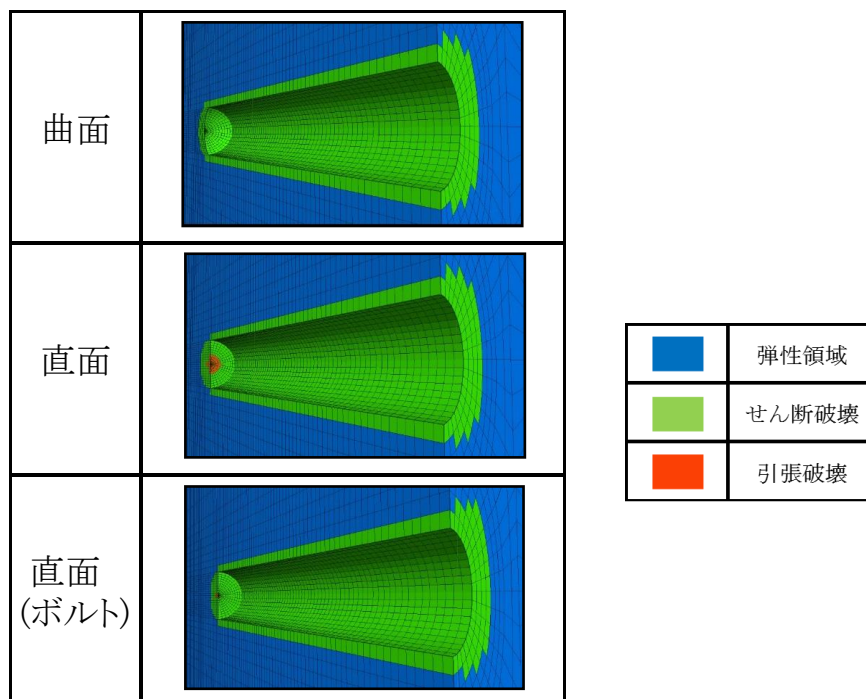 曲面
直面
直面
(ボルト)
弾性領域
せん断破壊
引張破壊